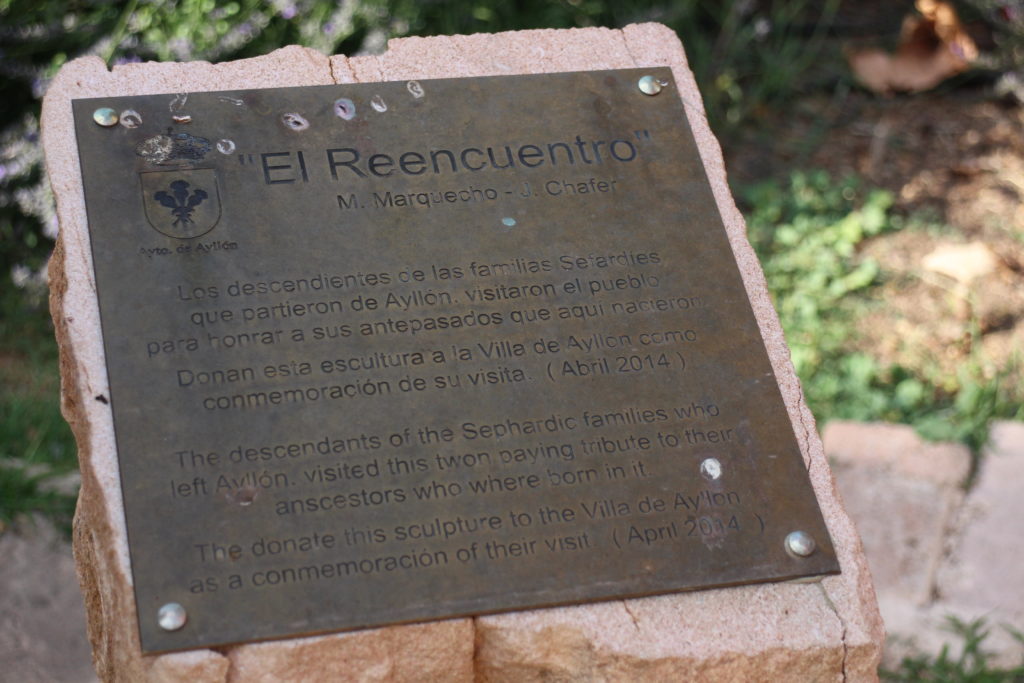 "El Reencuentro"
M. Marquecho - J. Chafer
Ayto. de Ayllón
Los descendientes de las familias Sefardíes
que partieron de Ayllón, visitaron el pueblo
para honrar a sus antepasados que aquí nacieron.
Donan esta escultura a la Villa de Ayllon como
conmemoración de su visita. ( Abril 2014 )
The descendants of the Sephardic families who
left Ayllón, visited this twon paying tribute to their
anscestors who where born in it.
The donate this sculpture to the Villa de Ayllon
as a conmemoración of their visit. ( April 2014 )